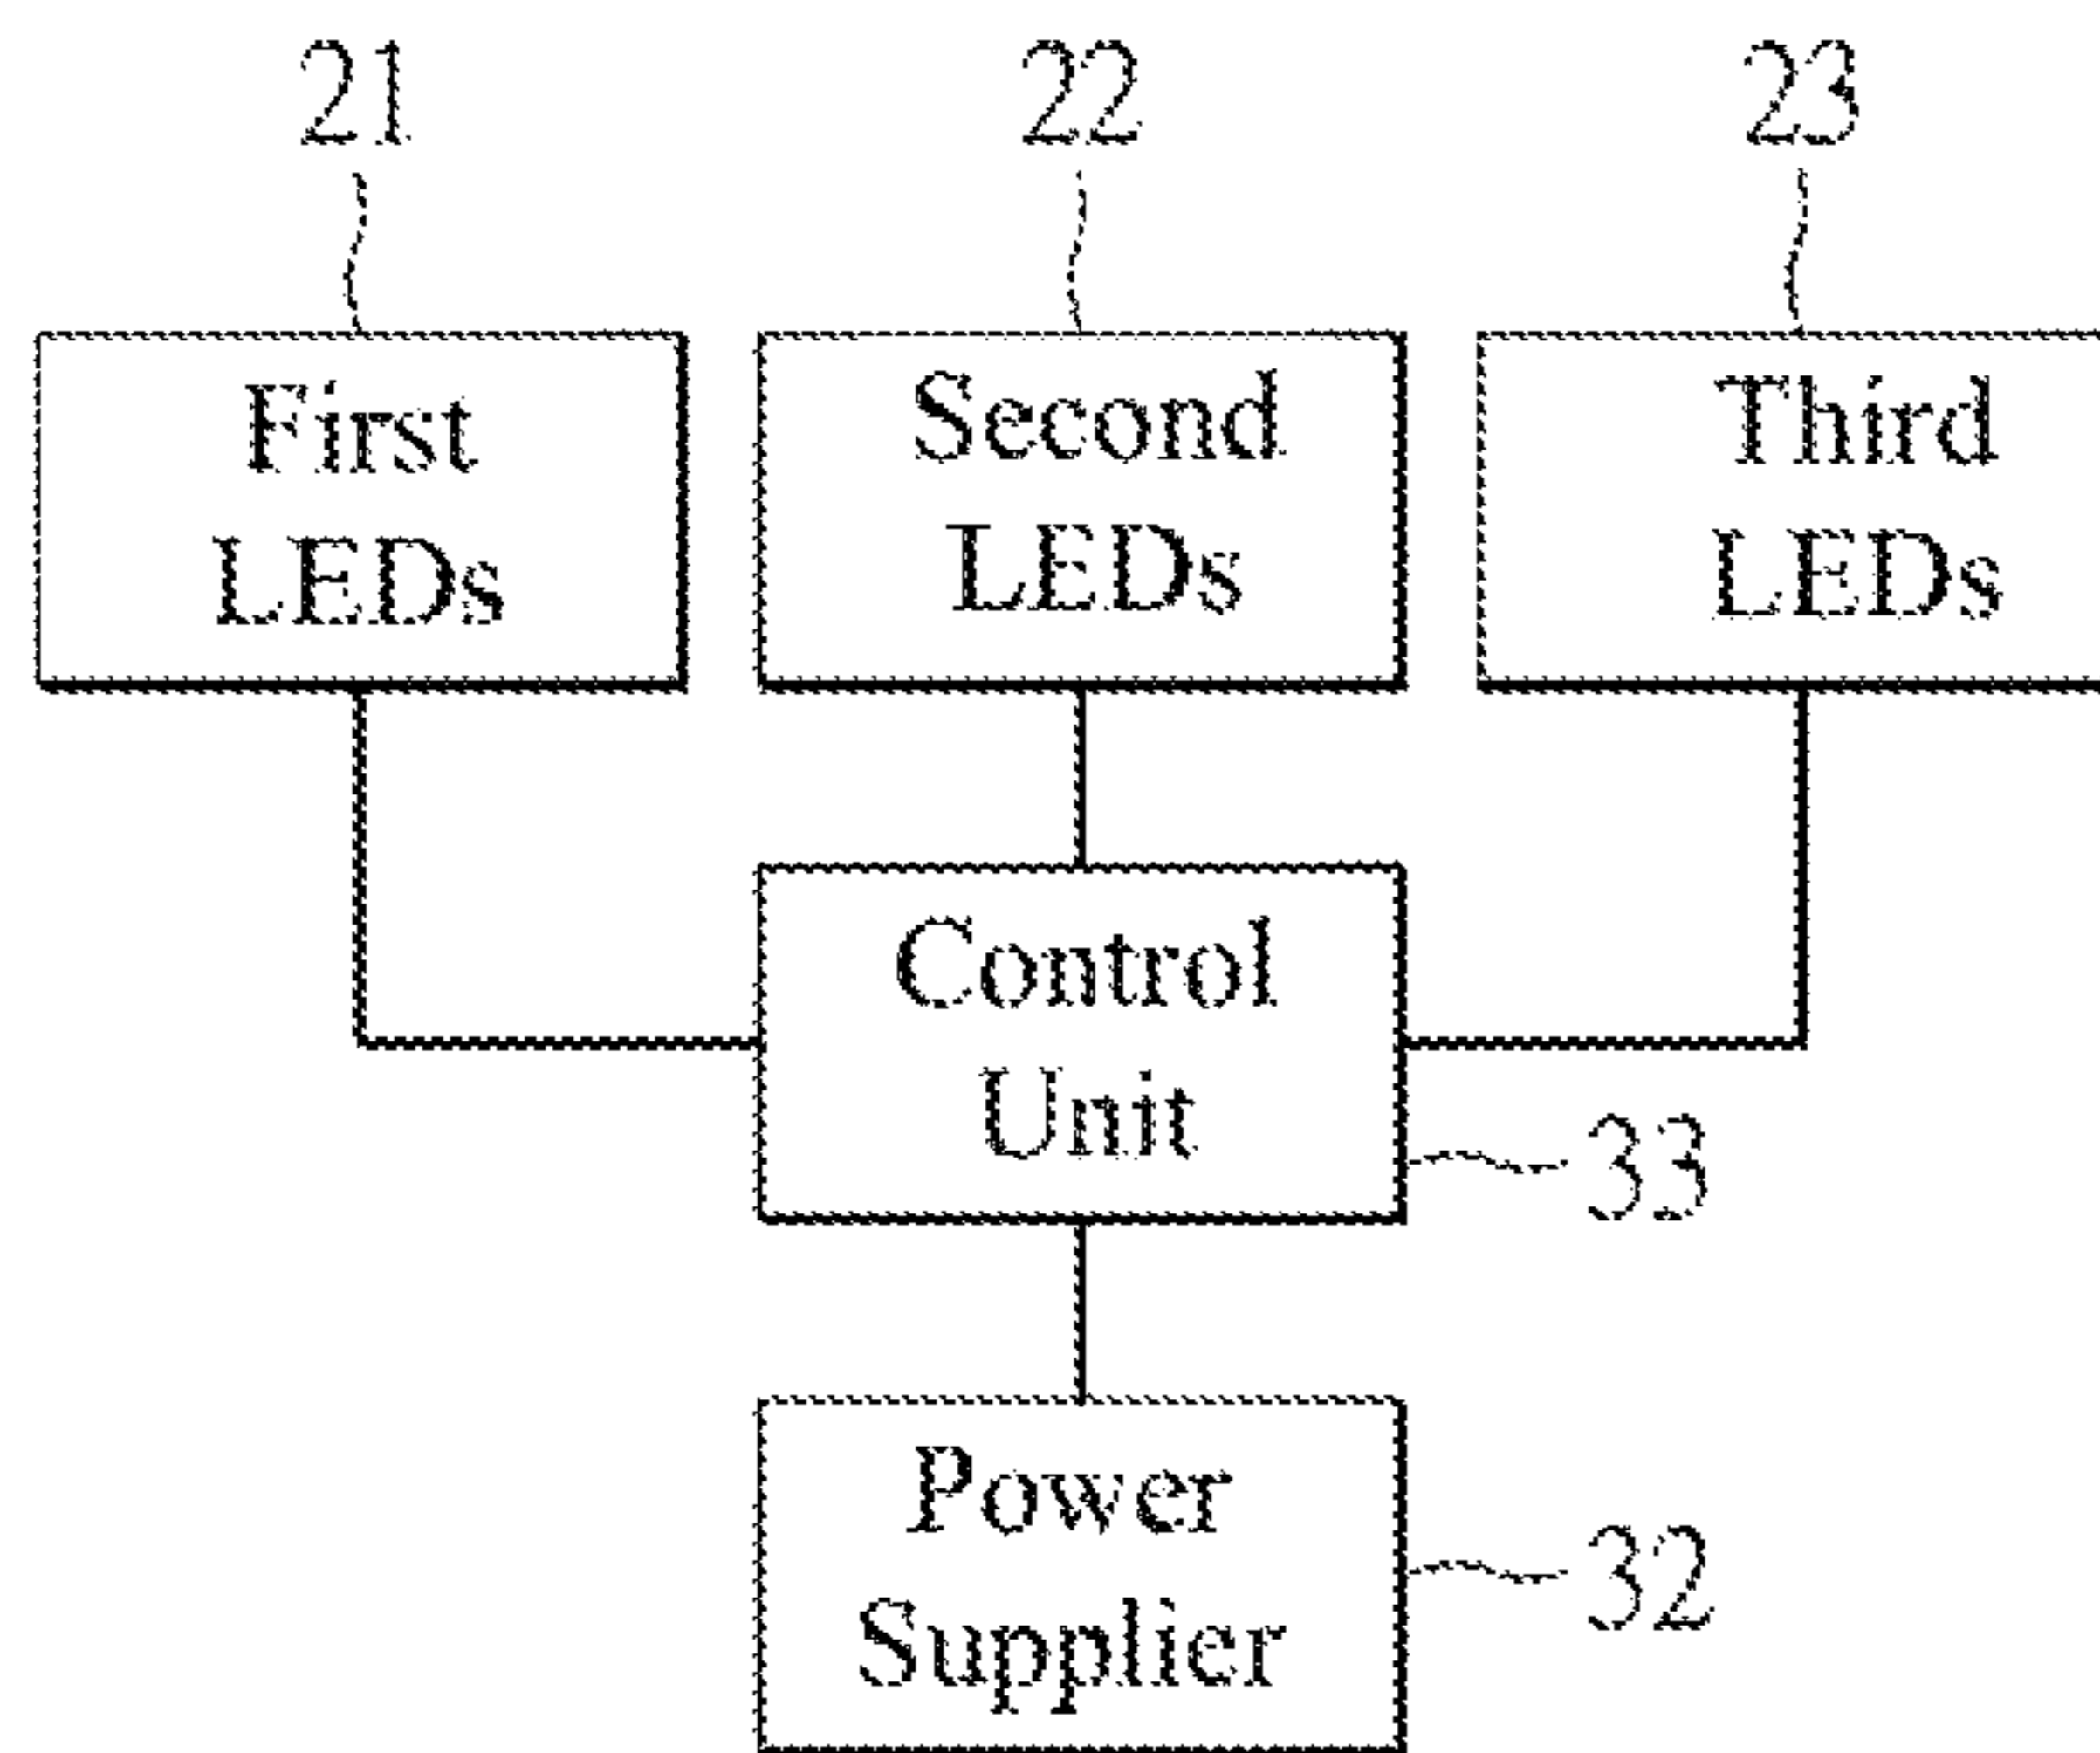 21
22
23
First
LEDs
Second
LEDs
Third
LEDs
Control
Unit
33
Power
Supplier
32